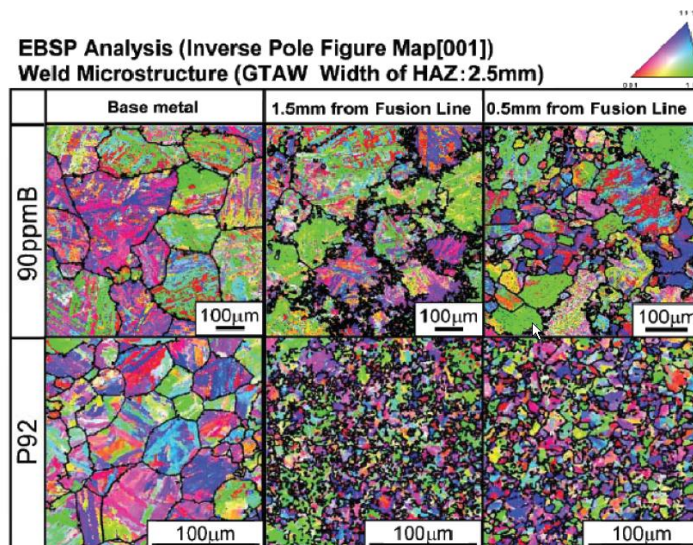 EBSP Analysis (Inverse Pole Figure Map[001])
Weld Microstructure (GTAW Width of HAZ:2.5mm)
Base metal
1.5mm from Fusion Line
0.5mm from Fusion Line
90ppmB
100μm
100μm
100μm
P92
100μm
100μm
100μm